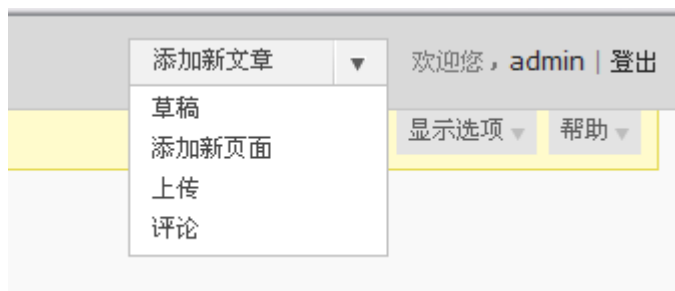 添加新文章 ▼ 欢迎您，admin | 登出
草稿
显示选项 ▼ 帮助 ▼
添加新页面
上传
评论